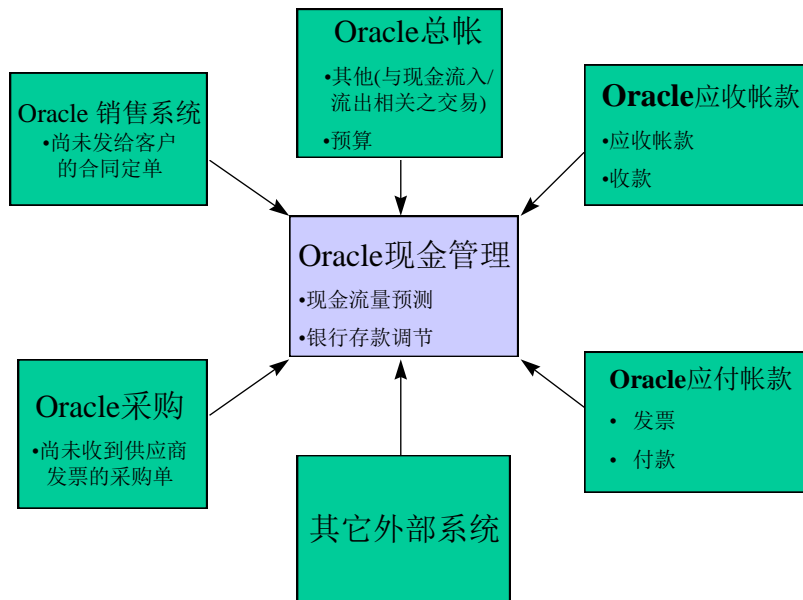 Oracle总帐
•其他(与现金流入/
流出相关之交易)
•预算
Oracle 销售系统
•尚未发给客户
的合同定单
Oracle应收帐款
•应收帐款
•收款
Oracle现金管理
•现金流量预测
•银行存款调节
Oracle采购
•尚未收到供应商
发票的采购单
Oracle应付帐款
• 发票
• 付款
其它外部系统